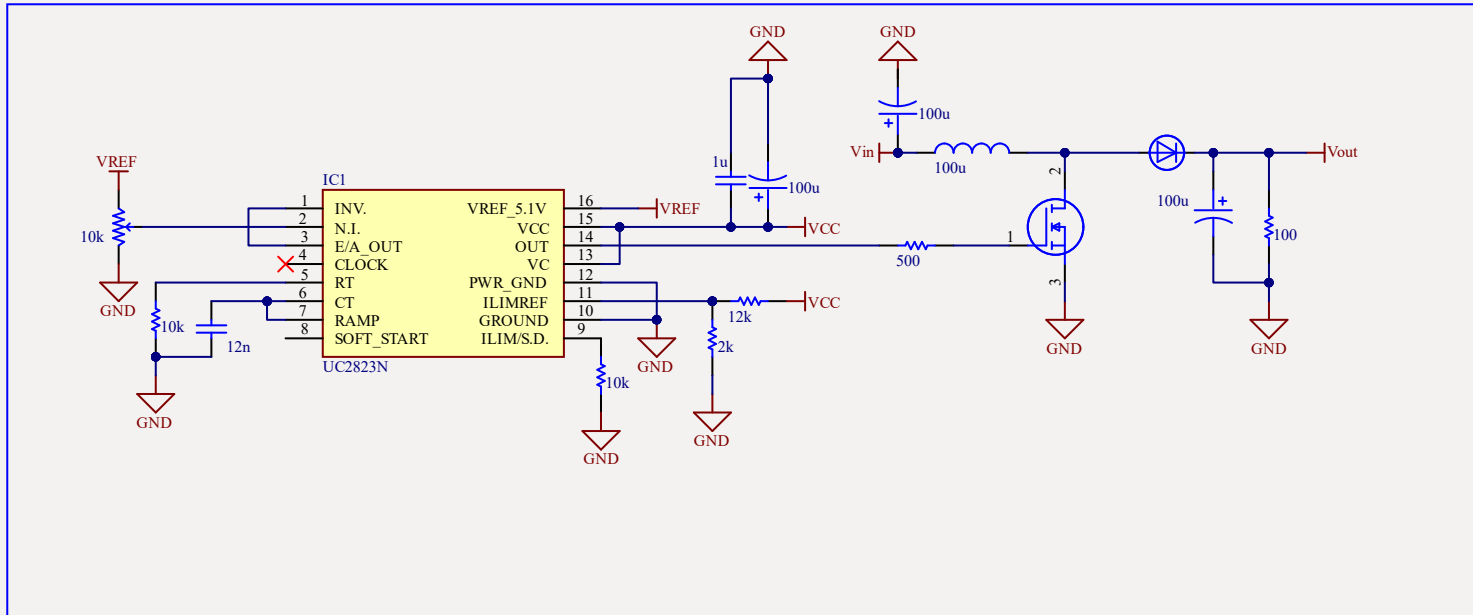 GND
GND
100u
VREF
Vin
100u
Vout
1u
100u
2
100u
IC1
10k
1 INV. VREF_5.1V 16 VREF
2 N.I. VCC 15 VCC
3 E/A_OUT OUT 14
4 CLOCK VC 13
5 RT PWR_GND 12
6 CT ILIMREF 11
7 RAMP GROUND 10
8 SOFT_START ILIM/S.D. 9
UC2823N
500
1
100
3
GND
VCC
12k
10k
12n
2k
GND
GND
GND
10k
GND
GND
GND